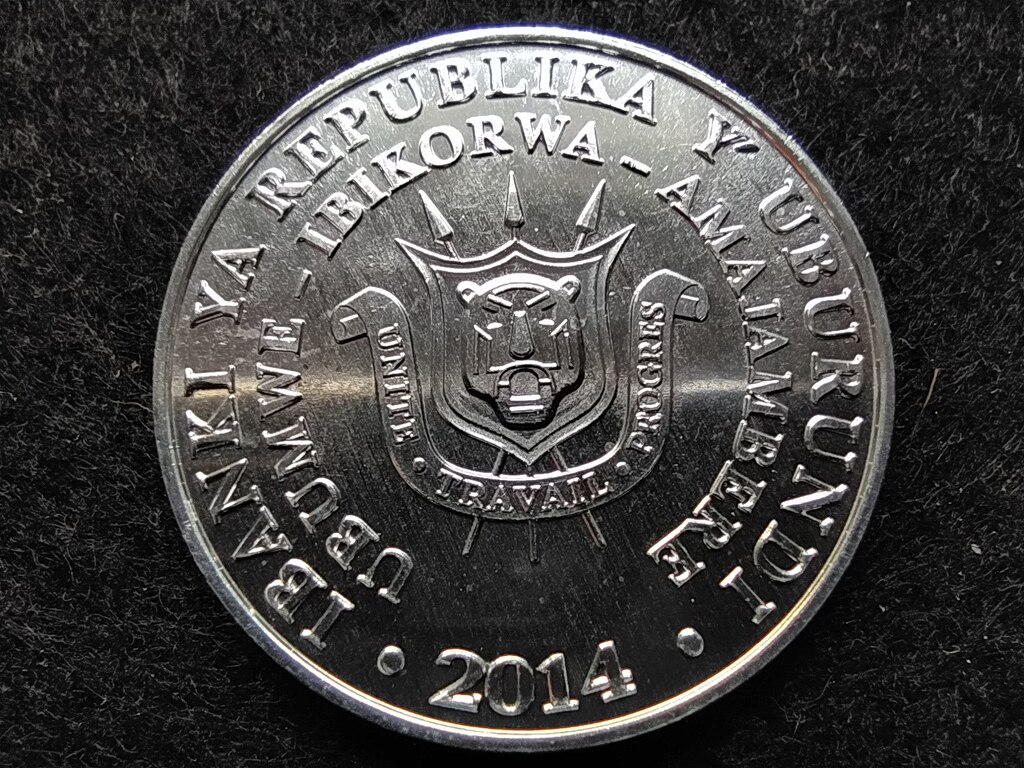 IBANKI YA REPUBLIKA Y' UBURUNDI
UBUMWE - IBIKORWA - AMAJAMBERE
UNITE · TRAVAIL · PROGRES
· 2014 ·